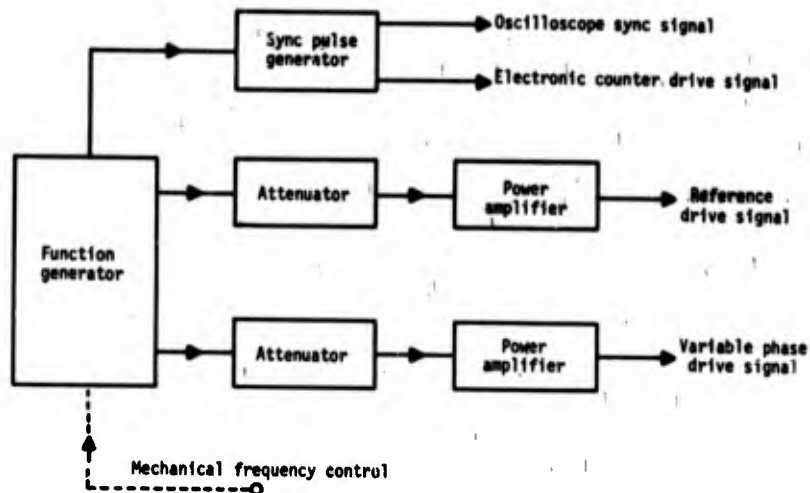 Oscilloscope sync signal
Sync pulse
generator
Electronic counter drive signal
Attenuator
Power
amplifier
Reference
drive signal
Function
generator
Attenuator
Power
amplifier
Variable phase
drive signal
Mechanical frequency control